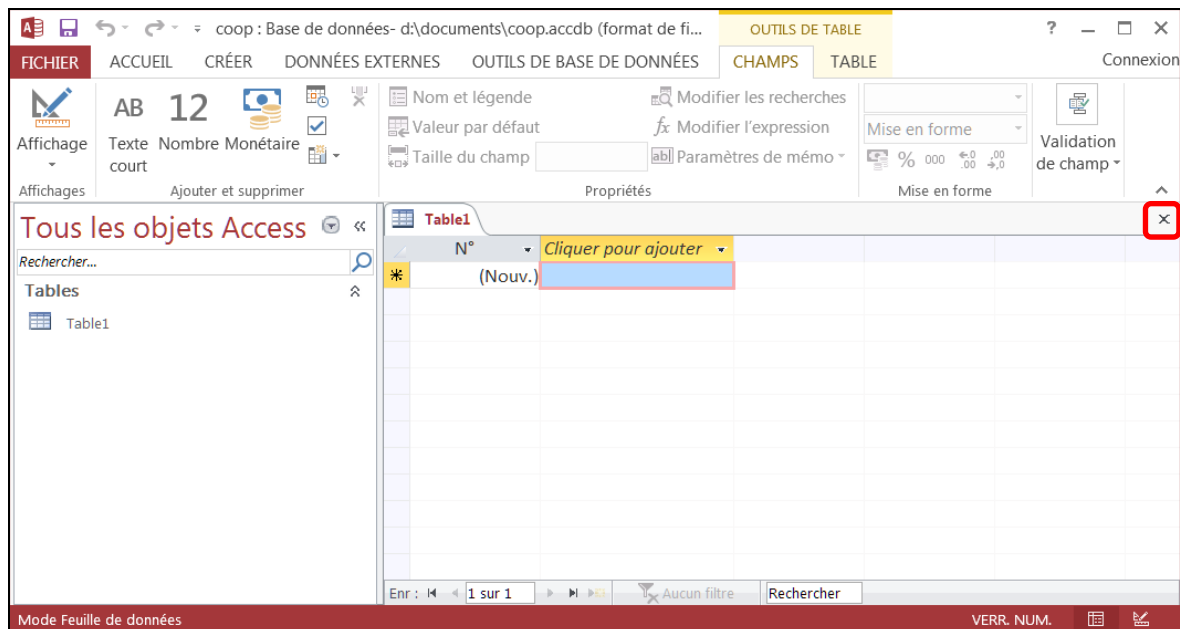 coop : Base de données- d:\documents\coop.accdb (format de fi... OUTILS DE TABLE ?
FICHIER ACCUEIL CRÉER DONNÉES EXTERNES OUTILS DE BASE DE DONNÉES CHAMPS TABLE Connexion
Affichage
AB Texte court
12 Nombre
Monétaire
Nom et légende
Valeur par défaut
Taille du champ
Modifier les recherches
fx Modifier l'expression
ab Paramètres de mémo
Mise en forme
% 000 ,00 ,00
Validation de champ
Affichages Ajouter et supprimer Propriétés Mise en forme
Tous les objets Access
Rechercher...
Tables
Table1
Table1
N° Cliquer pour ajouter
(Nouv.)
Enr : 1 sur 1 Aucun filtre Rechercher
Mode Feuille de données VERR. NUM.